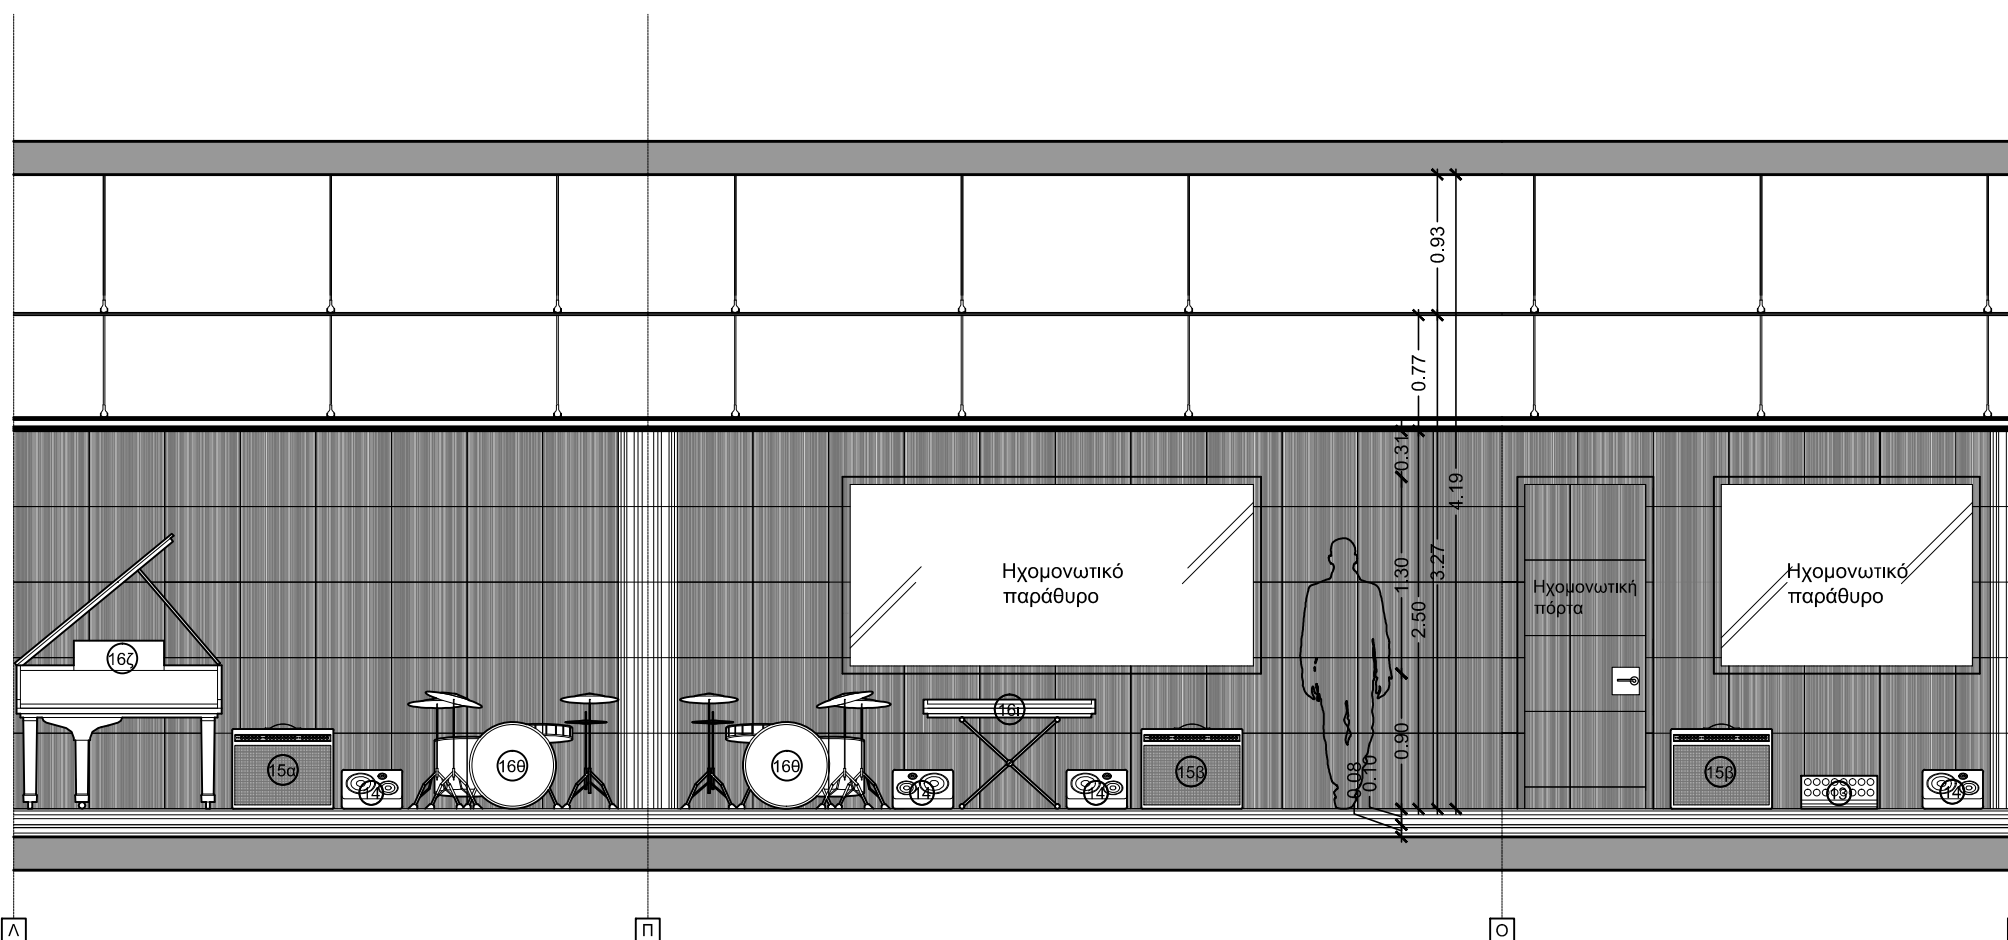 0.93
0.77
0.31
4.19
3.27
1.30
2.50
0.90
0.08
0.10
Ηχομονωτικό
παράθυρο
Ηχομονωτική
πόρτα
Ηχομονωτικό
παράθυρο
16ζ
15α
14
16θ
16θ
14
16ι
14
15β
15β
13
14
Λ
Π
Ο